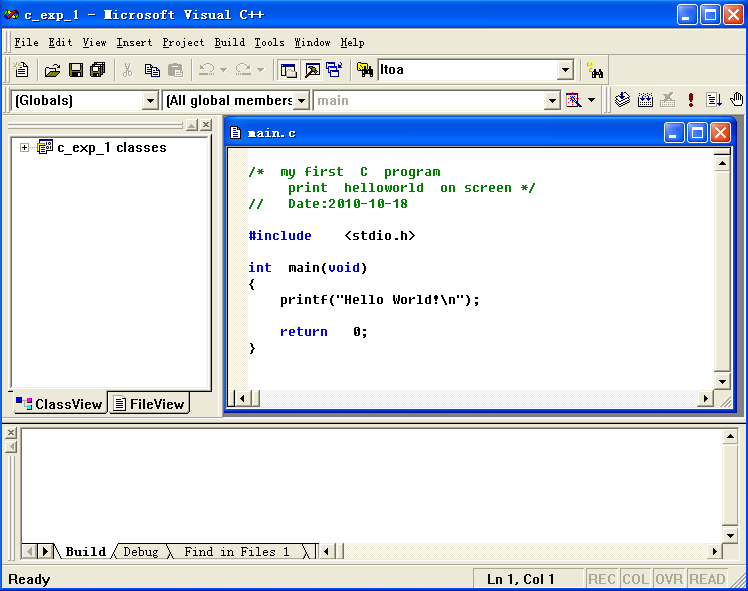 c_exp_1 - Microsoft Visual C++
File Edit View Insert Project Build Tools Window Help
ltoa
(Globals) (All global members main
c_exp_1 classes
ClassView FileView
main.c
/*  my first  C  program
     print  helloworld  on screen */
//   Date:2010-10-18
#include    <stdio.h>
int  main(void)
{
    printf("Hello World!\n");
    return   0;
}
Build Debug Find in Files 1
Ready Ln 1, Col 1 REC COL OVR READ